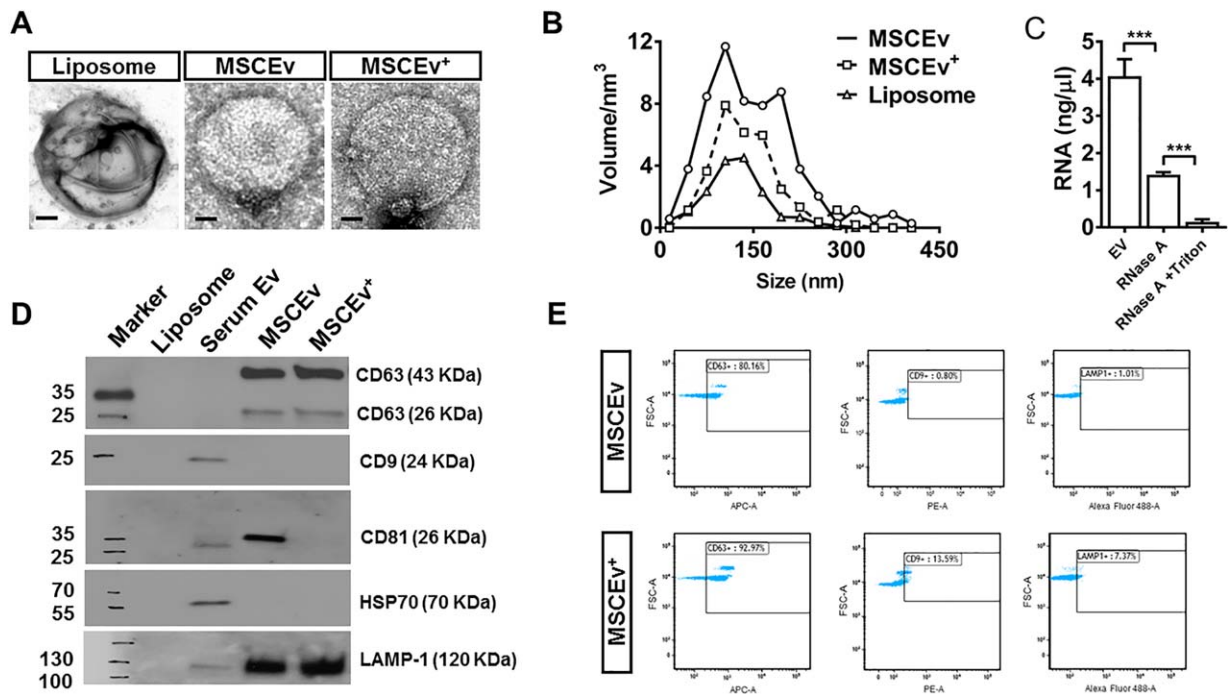 A
Liposome
MSCEv
MSCEv+
B
Volume/nm3
12
8
4
0
0
150
300
450
Size (nm)
MSCEv
MSCEv+
Liposome
C
RNA (ng/µl)
5
4
3
2
1
0
***
***
Ev
RNase A
RNase A +Triton
D
Marker
Liposome
Serum Ev
MSCEv
MSCEv+
35
25
CD63 (43 KDa)
CD63 (26 KDa)
25
CD9 (24 KDa)
35
25
CD81 (26 KDa)
70
55
HSP70 (70 KDa)
130
100
LAMP-1 (120 KDa)
E
MSCEv
FSC-A
CD63+ : 80.16%
APC-A
FSC-A
CD9+ : 0.80%
PE-A
FSC-A
LAMP1+ : 1.01%
Alexa Fluor 488-A
MSCEv+
FSC-A
CD63+ : 92.97%
APC-A
FSC-A
CD9+ : 13.59%
PE-A
FSC-A
LAMP1+ : 7.37%
Alexa Fluor 488-A